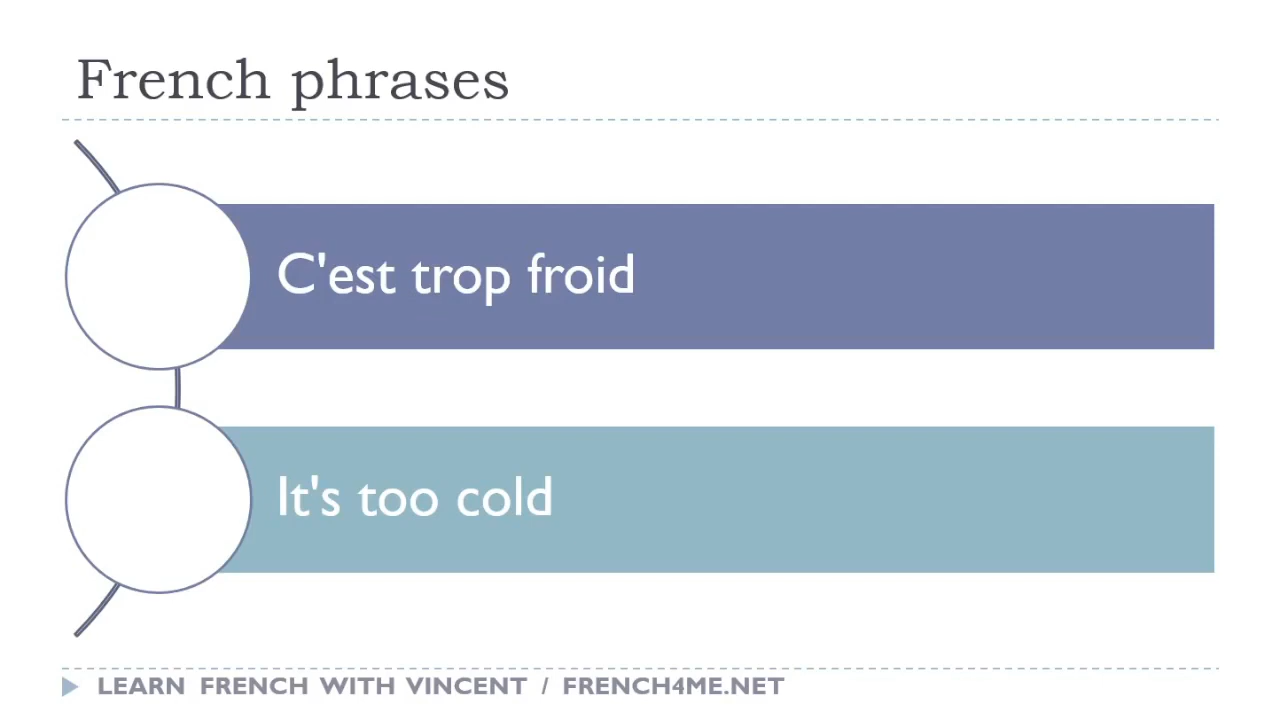 French phrases
C'est trop froid
It's too cold
LEARN FRENCH WITH VINCENT / FRENCH4ME.NET